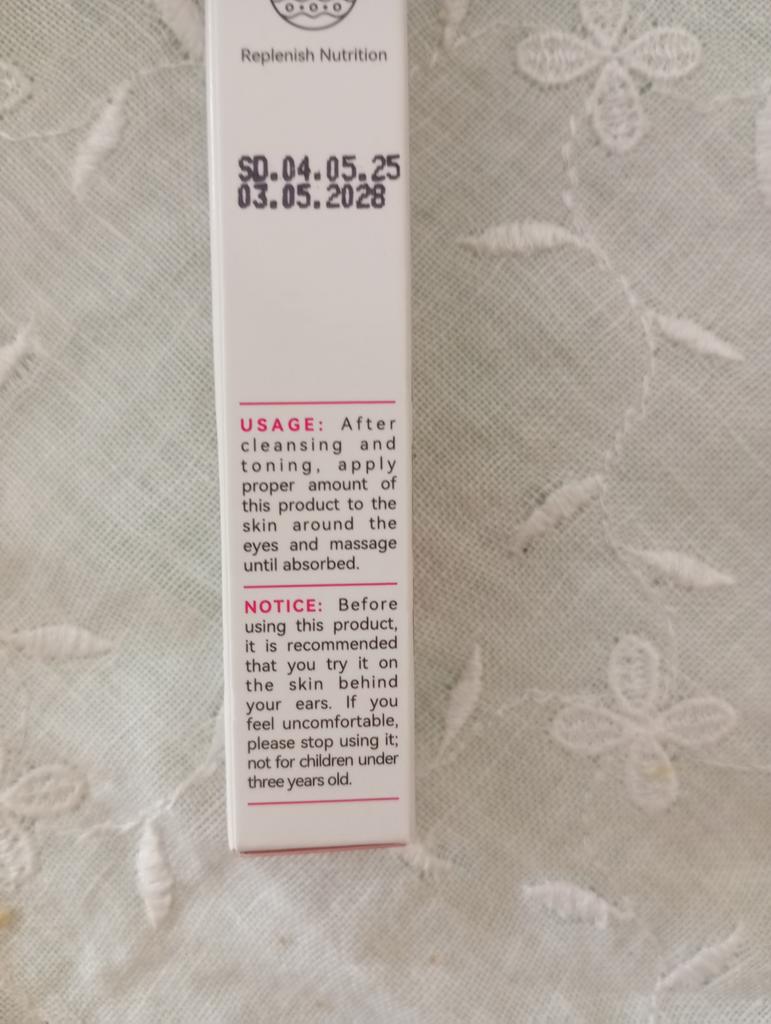 Replenish Nutrition
SD.04.05.25
03.05.2028
USAGE: After
cleansing and
toning, apply
proper amount of
this product to the
skin around the
eyes and massage
until absorbed.
NOTICE: Before
using this product,
it is recommended
that you try it on
the skin behind
your ears. If you
feel uncomfortable,
please stop using it;
not for children under
three years old.